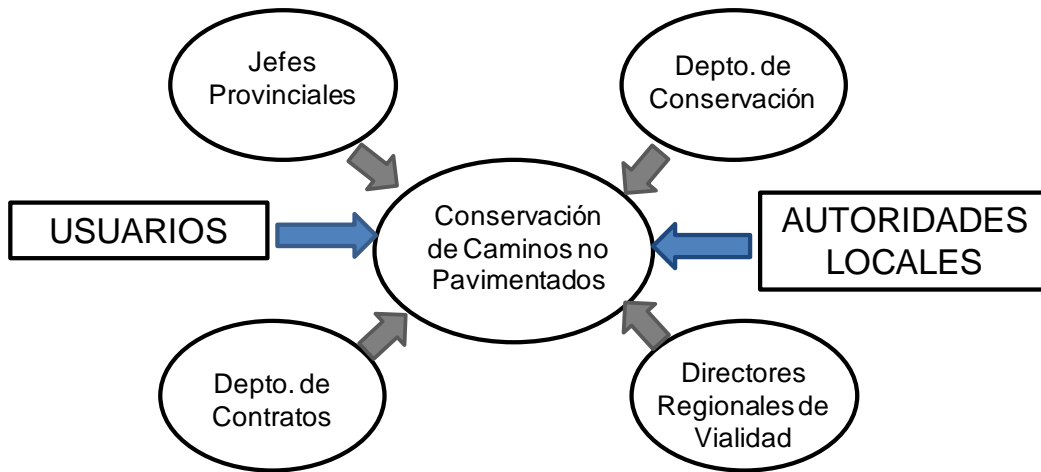 Jefes
Provinciales
Depto. de
Conservación
USUARIOS
Conservación
de Caminos no
Pavimentados
AUTORIDADES
LOCALES
Depto. de
Contratos
Directores
Regionales de
Vialidad